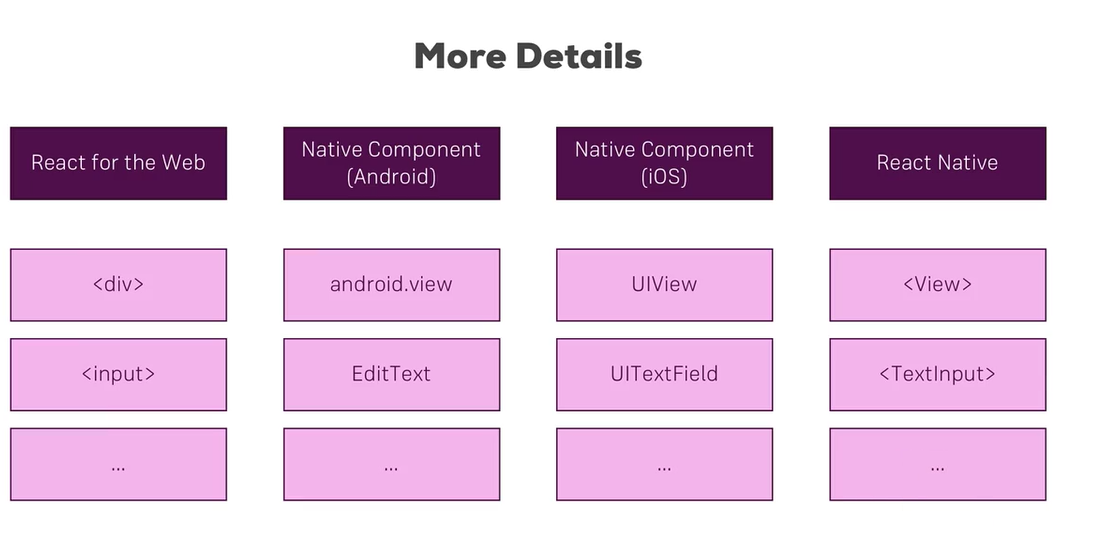 More Details
React for the Web
Native Component
(Android)
Native Component
(iOS)
React Native
<div>
android.view
UIView
<View>
<input>
EditText
UITextField
<TextInput>
...
...
...
...